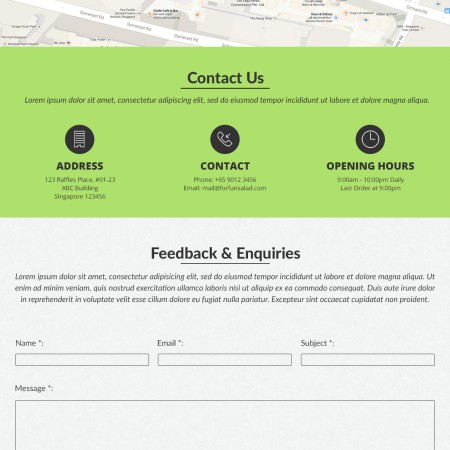 Somerset Rd
Somerset Rd
Contact Us
Lorem ipsum dolor sit amet, consectetur adipiscing elit, sed do eiusmod tempor incididunt ut labore et dolore magna aliqua.
ADDRESS
123 Raffles Place, #01-23
ABC Building
Singapore 123456
CONTACT
Phone: +65 9012 3456
Email: mail@forfunsalad.com
OPENING HOURS
9:00am - 10:00pm Daily
Last Order at 9:00pm
Feedback & Enquiries
Lorem ipsum dolor sit amet, consectetur adipiscing elit, sed do eiusmod tempor incididunt ut labore et dolore magna aliqua. Ut
enim ad minim veniam, quis nostrud exercitation ullamco laboris nisi ut aliquip ex ea commodo consequat. Duis aute irure dolor
in reprehenderit in voluptate velit esse cillum dolore eu fugiat nulla pariatur. Excepteur sint occaecat cupidatat non proident.
Name *:
Email *:
Subject *:
Message *: